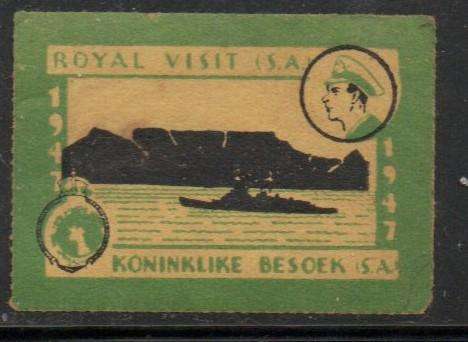 ROYAL VISIT (S.A.
1947
1947
KONINKLIKE BESOEK (S.A.)